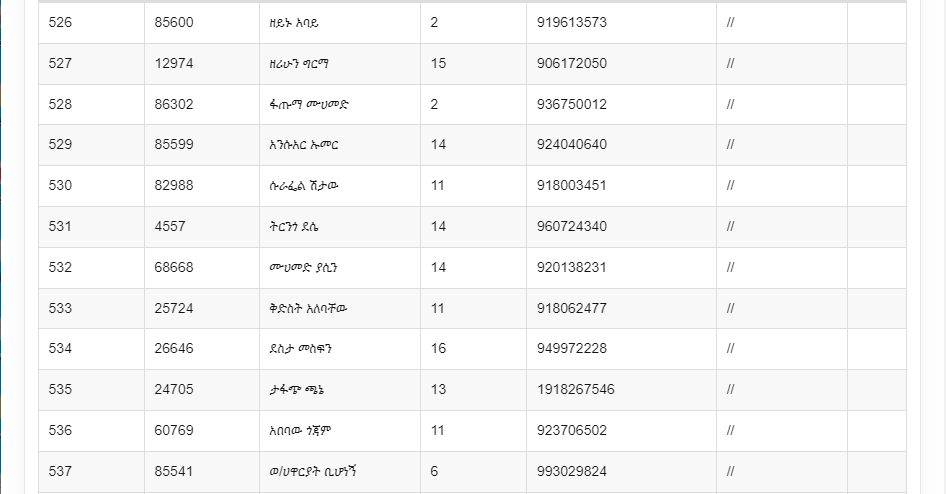 526 85600 ዘይኑ አባይ 2 919613573 //
527 12974 ዘሪሁን ግርማ 15 906172050 //
528 86302 ፋጡማ ሙሀመድ 2 936750012 //
529 85599 አንሱአር ኡመር 14 924040640 //
530 82988 ሱራፌል ሽታው 11 918003451 //
531 4557 ትርንጎ ደሴ 14 960724340 //
532 68668 ሙሀመድ ያሲን 14 920138231 //
533 25724 ቅድስት አለባቸው 11 918062477 //
534 26646 ደስታ መስፍን 16 949972228 //
535 24705 ታፋጭ ጫኔ 13 1918267546 //
536 60769 አበባው ጎጃም 11 923706502 //
537 85541 ወ/ሀዋርያት ቢሆነኝ 6 993029824 //